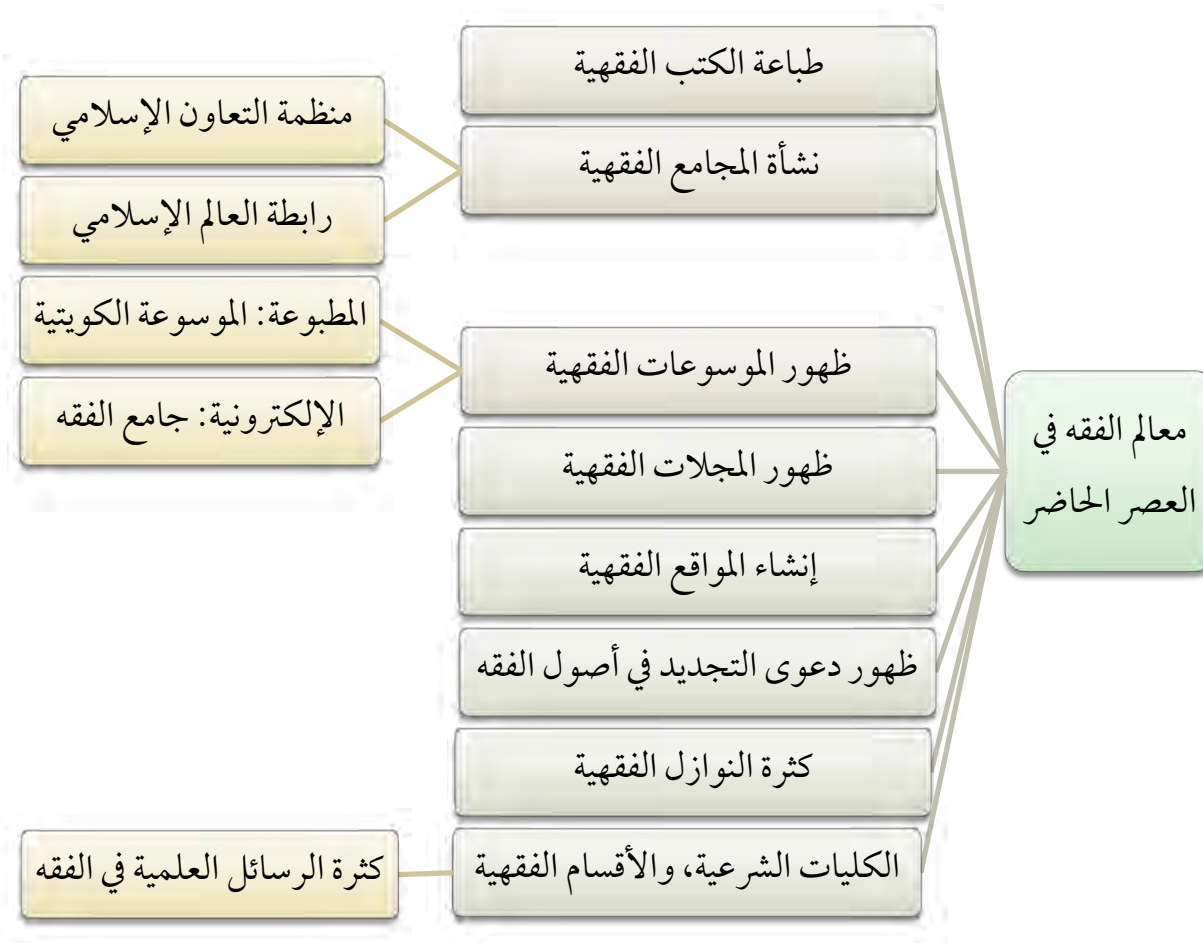 معالم الفقه في
العصر الحاضر
طباعة الكتب الفقهية
نشأة المجامع الفقهية
منظمة التعاون الإسلامي
رابطة العالم الإسلامي
ظهور الموسوعات الفقهية
المطبوعة: الموسوعة الكويتية
الإلكترونية: جامع الفقه
ظهور المجلات الفقهية
إنشاء المواقع الفقهية
ظهور دعوى التجديد في أصول الفقه
كثرة النوازل الفقهية
الكليات الشرعية، والأقسام الفقهية
كثرة الرسائل العلمية في الفقه